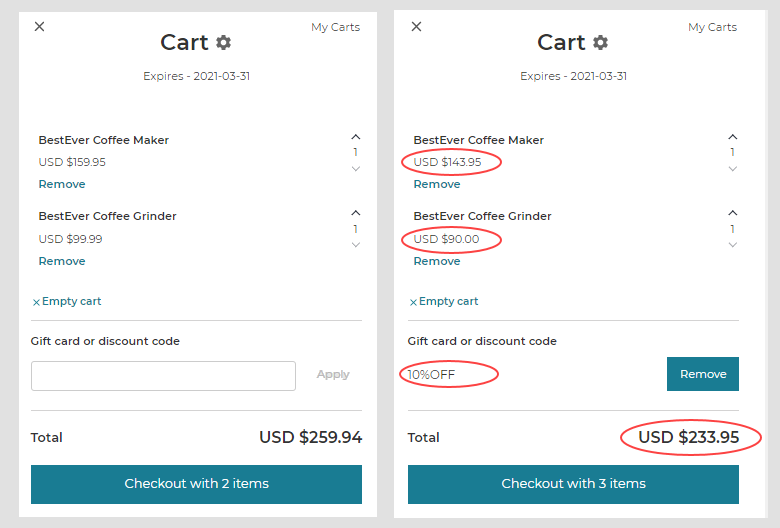 My Carts
Cart
Expires - 2021-03-31
BestEver Coffee Maker
USD $159.95
1
Remove
BestEver Coffee Grinder
USD $99.99
1
Remove
Empty cart
Gift card or discount code
Apply
Total USD $259.94
Checkout with 2 items
My Carts
Cart
Expires - 2021-03-31
BestEver Coffee Maker
USD $143.95
1
Remove
BestEver Coffee Grinder
USD $90.00
1
Remove
Empty cart
Gift card or discount code
10%OFF Remove
Total USD $233.95
Checkout with 3 items